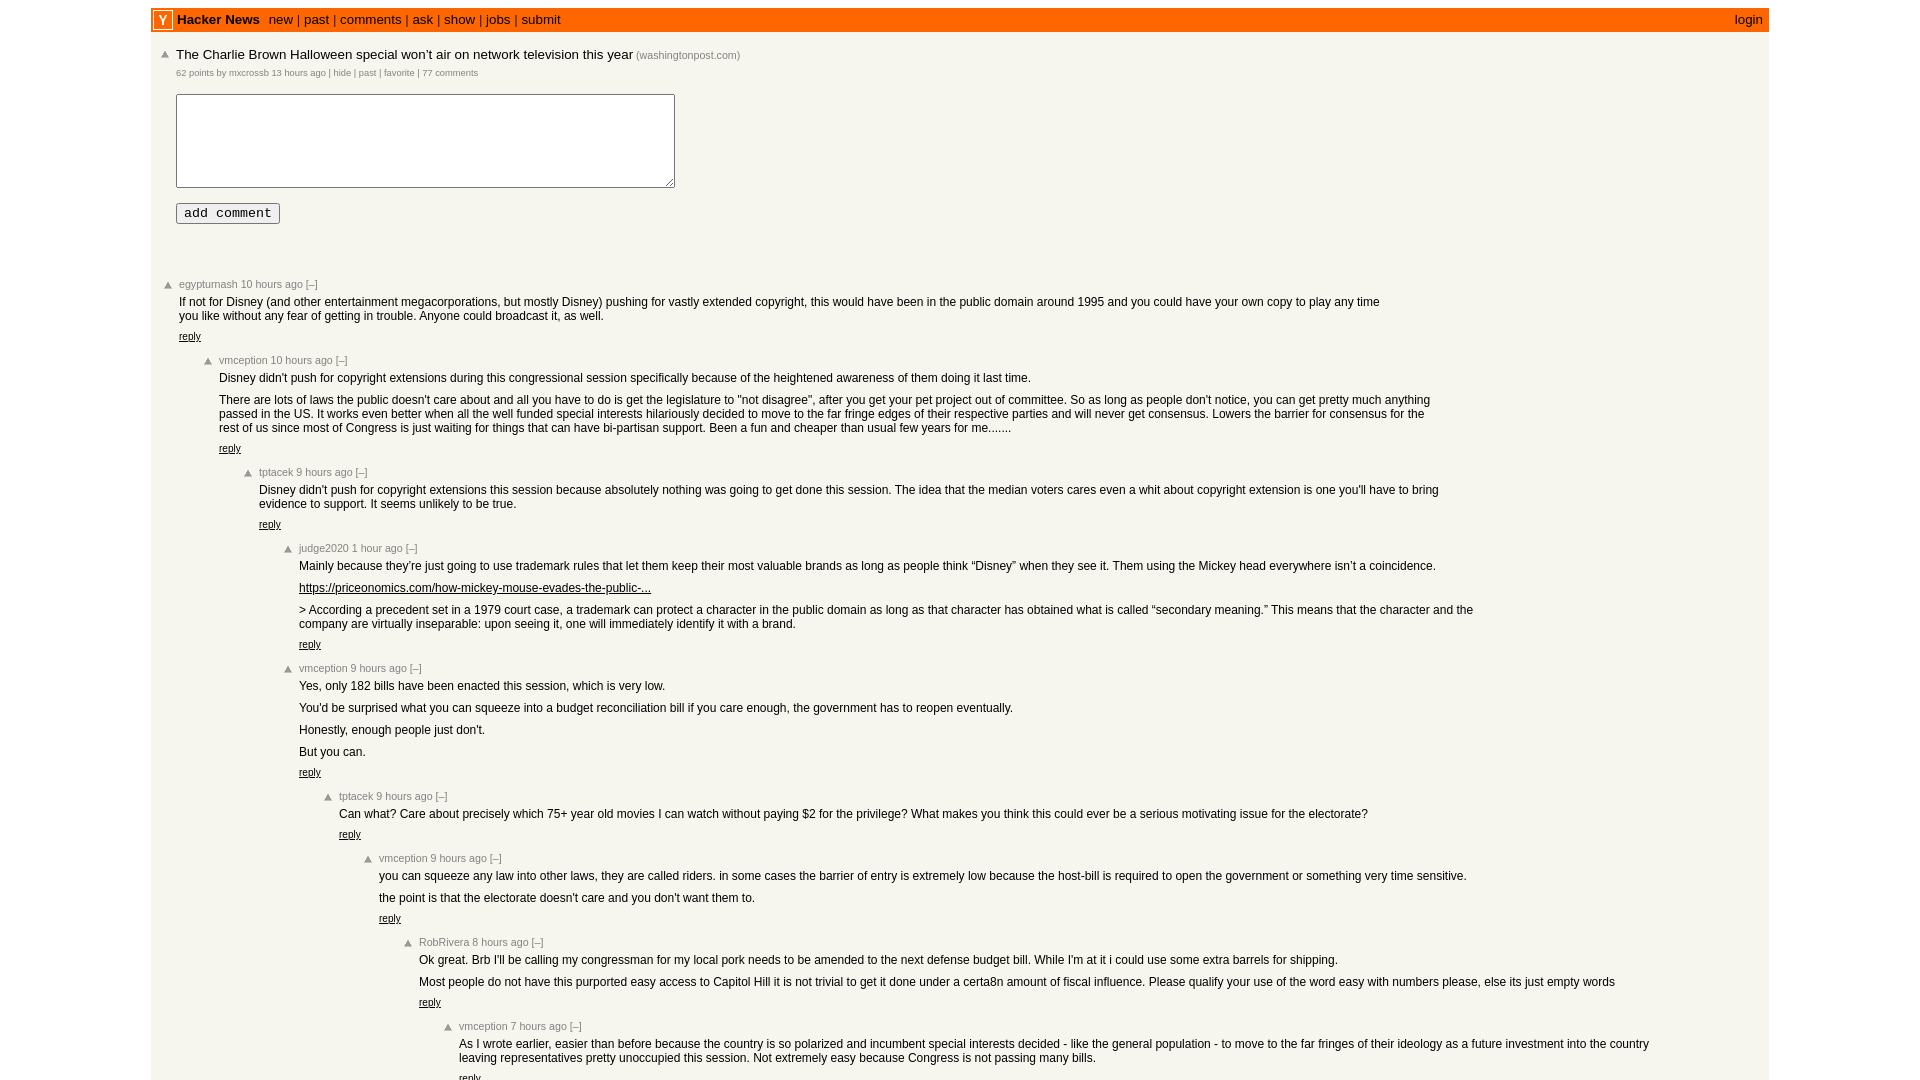 Y Hacker News new | past | comments | ask | show | jobs | submit login
The Charlie Brown Halloween special won’t air on network television this year (washingtonpost.com)
62 points by mxcrossb 13 hours ago | hide | past | favorite | 77 comments
add comment
egypturnash 10 hours ago [–]
If not for Disney (and other entertainment megacorporations, but mostly Disney) pushing for vastly extended copyright, this would have been in the public domain around 1995 and you could have your own copy to play any time
you like without any fear of getting in trouble. Anyone could broadcast it, as well.
reply
vmception 10 hours ago [–]
Disney didn't push for copyright extensions during this congressional session specifically because of the heightened awareness of them doing it last time.
There are lots of laws the public doesn't care about and all you have to do is get the legislature to "not disagree", after you get your pet project out of committee. So as long as people don't notice, you can get pretty much anything
passed in the US. It works even better when all the well funded special interests hilariously decided to move to the far fringe edges of their respective parties and will never get consensus. Lowers the barrier for consensus for the
rest of us since most of Congress is just waiting for things that can have bi-partisan support. Been a fun and cheaper than usual few years for me.......
reply
tptacek 9 hours ago [–]
Disney didn't push for copyright extensions this session because absolutely nothing was going to get done this session. The idea that the median voters cares even a whit about copyright extension is one you'll have to bring
evidence to support. It seems unlikely to be true.
reply
judge2020 1 hour ago [–]
Mainly because they’re just going to use trademark rules that let them keep their most valuable brands as long as people think “Disney” when they see it. Them using the Mickey head everywhere isn’t a coincidence.
https://priceonomics.com/how-mickey-mouse-evades-the-public-...
> According a precedent set in a 1979 court case, a trademark can protect a character in the public domain as long as that character has obtained what is called “secondary meaning.” This means that the character and the
company are virtually inseparable: upon seeing it, one will immediately identify it with a brand.
reply
vmception 9 hours ago [–]
Yes, only 182 bills have been enacted this session, which is very low.
You'd be surprised what you can squeeze into a budget reconciliation bill if you care enough, the government has to reopen eventually.
Honestly, enough people just don't.
But you can.
reply
tptacek 9 hours ago [–]
Can what? Care about precisely which 75+ year old movies I can watch without paying $2 for the privilege? What makes you think this could ever be a serious motivating issue for the electorate?
reply
vmception 9 hours ago [–]
you can squeeze any law into other laws, they are called riders. in some cases the barrier of entry is extremely low because the host-bill is required to open the government or something very time sensitive.
the point is that the electorate doesn't care and you don't want them to.
reply
RobRivera 8 hours ago [–]
Ok great. Brb I'll be calling my congressman for my local pork needs to be amended to the next defense budget bill. While I'm at it i could use some extra barrels for shipping.
Most people do not have this purported easy access to Capitol Hill it is not trivial to get it done under a certa8n amount of fiscal influence. Please qualify your use of the word easy with numbers please, else its just empty words
reply
vmception 7 hours ago [–]
As I wrote earlier, easier than before because the country is so polarized and incumbent special interests decided - like the general population - to move to the far fringes of their ideology as a future investment into the country
leaving representatives pretty unoccupied this session. Not extremely easy because Congress is not passing many bills.
reply